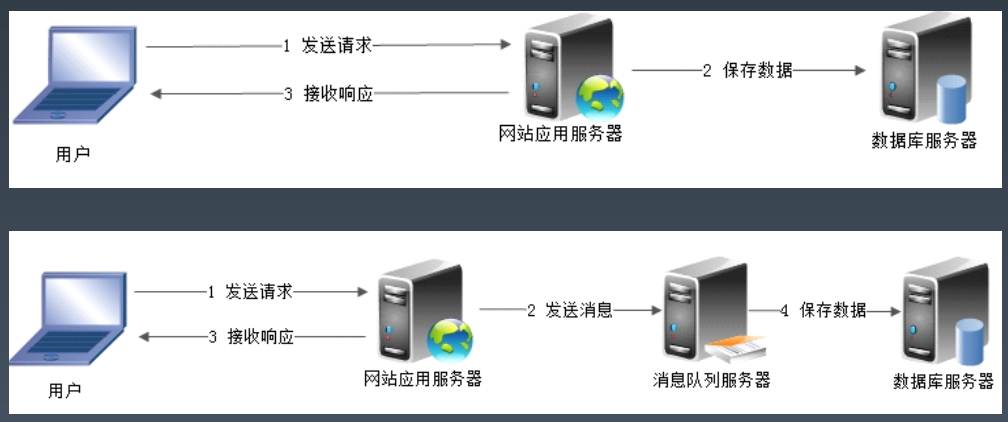 1 发送请求
2 保存数据
3 接收响应
网站应用服务器
数据库服务器
用户
1 发送请求
2 发送消息
4 保存数据
3 接收响应
网站应用服务器
消息队列服务器
数据库服务器
用户